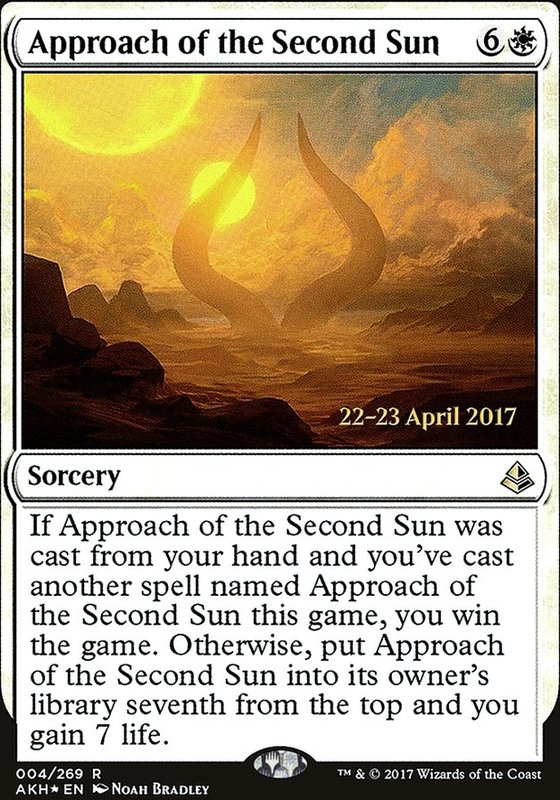 Approach of the Second Sun 6
22–23 April 2017
Sorcery
If Approach of the Second Sun was
cast from your hand and you've cast
another spell named Approach of
the Second Sun this game, you win
the game. Otherwise, put Approach
of the Second Sun into its owner's
library seventh from the top and you
gain 7 life.
004/269 R
AKH★EN Noah Bradley
™ & © 2017 Wizards of the Coast